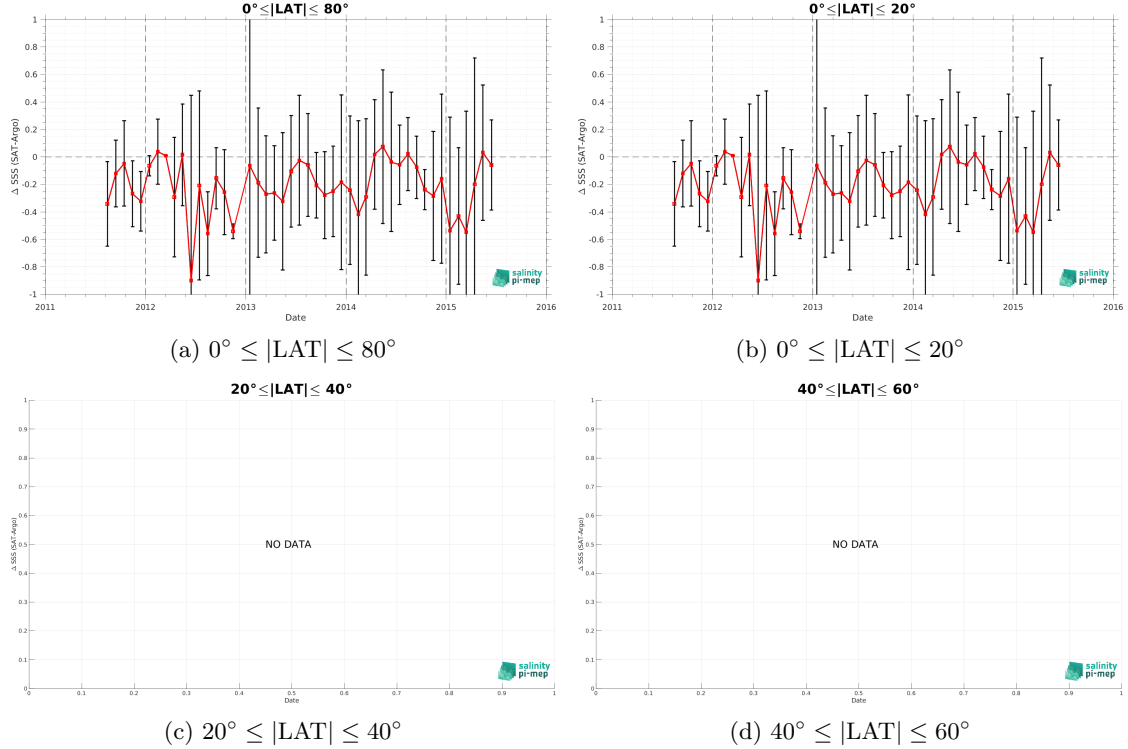 0°≤|LAT|≤ 80°
1
0.8
0.6
0.4
0.2
0
-0.2
-0.4
-0.6
-0.8
-1
Δ SSS (SAT-Argo)
2011 2012 2013 2014 2015 2016
Date
salinity
pi-mep
(a) 0° ≤ |LAT| ≤ 80°
0°≤|LAT|≤ 20°
1
0.8
0.6
0.4
0.2
0
-0.2
-0.4
-0.6
-0.8
-1
Δ SSS (SAT-Argo)
2011 2012 2013 2014 2015 2016
Date
salinity
pi-mep
(b) 0° ≤ |LAT| ≤ 20°
20°≤|LAT|≤ 40°
1
0.9
0.8
0.7
0.6
0.5
0.4
0.3
0.2
0.1
0
Δ SSS (SAT-Argo)
NO DATA
0 0.1 0.2 0.3 0.4 0.5 0.6 0.7 0.8 0.9 1
Date
salinity
pi-mep
(c) 20° ≤ |LAT| ≤ 40°
40°≤|LAT|≤ 60°
1
0.9
0.8
0.7
0.6
0.5
0.4
0.3
0.2
0.1
0
Δ SSS (SAT-Argo)
NO DATA
0 0.1 0.2 0.3 0.4 0.5 0.6 0.7 0.8 0.9 1
Date
salinity
pi-mep
(d) 40° ≤ |LAT| ≤ 60°